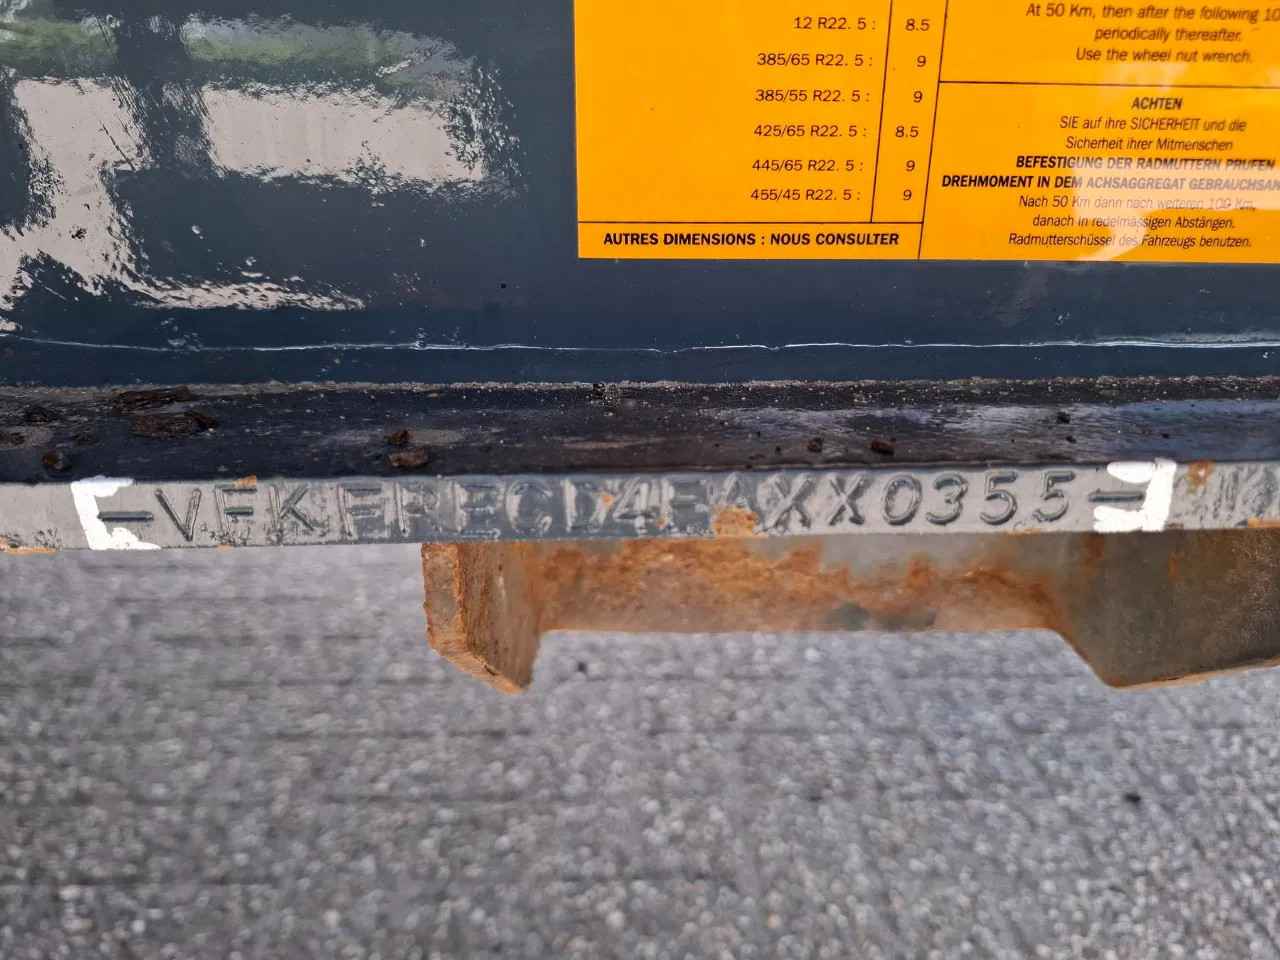 12 R22. 5 : 8.5
385/65 R22. 5 : 9
385/55 R22. 5 : 9
425/65 R22. 5 : 8.5
445/65 R22. 5 : 9
455/45 R22. 5 : 9
AUTRES DIMENSIONS : NOUS CONSULTER
At 50 Km, then after the following 10
periodically thereafter.
Use the wheel nut wrench.
ACHTEN
SIE auf ihre SICHERHEIT und die
Sicherheit ihrer Mitmenschen
BEFESTIGUNG DER RADMUTTERN PRUFEN
DREHMOMENT IN DEM ACHSAGGREGAT GEBRAUCHSAN
Nach 50 Km dann nach weiteren 100 Km,
danach in redelmässigen Abstängen.
Radmutterschüssel des Fahrzeugs benutzen.
-VFKFRECD4EAXX0355-